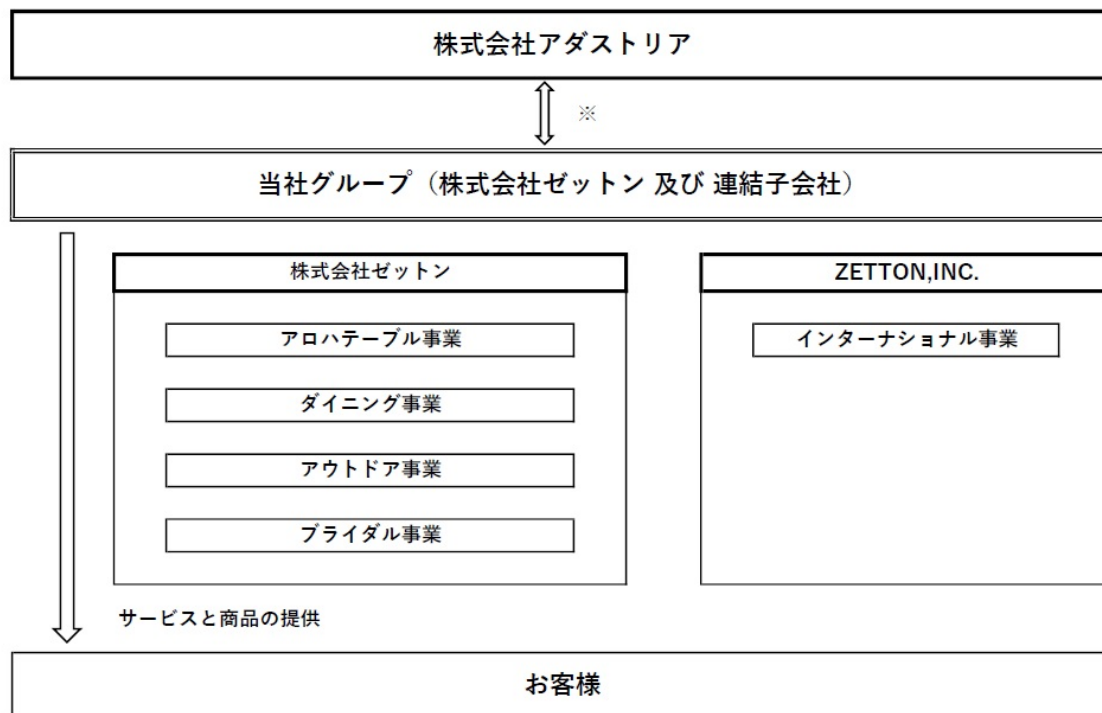 株式会社アダストリア
※
当社グループ（株式会社ゼットン 及び 連結子会社）
株式会社ゼットン
ZETTON,INC.
アロハテーブル事業
インターナショナル事業
ダイニング事業
アウトドア事業
ブライダル事業
サービスと商品の提供
お客様